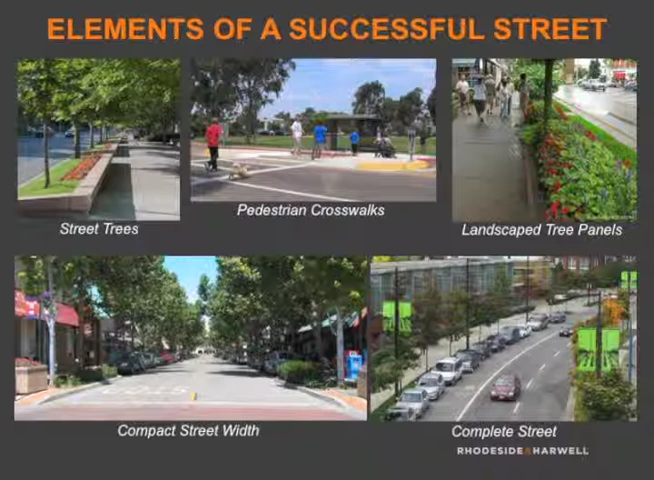 ELEMENTS OF A SUCCESSFUL STREET
Street Trees
Pedestrian Crosswalks
Landscaped Tree Panels
Compact Street Width
Complete Street
RHODESIDE&HARWELL